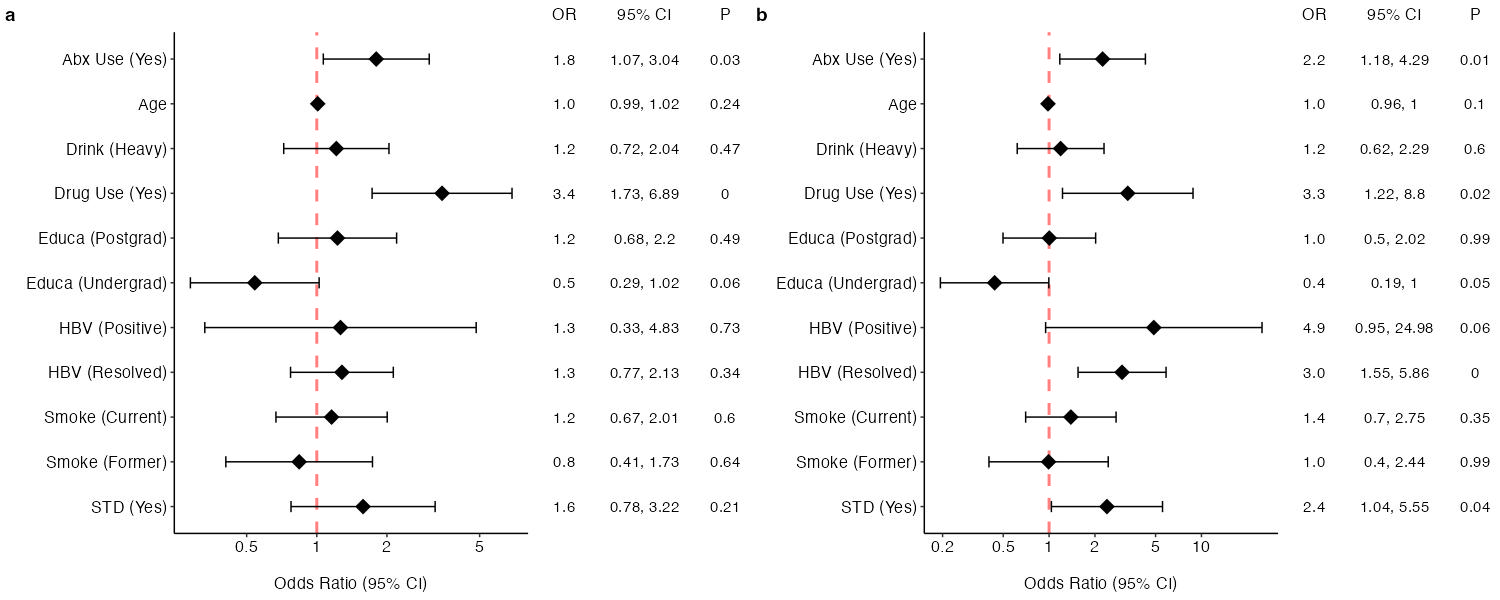 a OR 95% CI P
Abx Use (Yes) 1.8 1.07, 3.04 0.03
Age 1.0 0.99, 1.02 0.24
Drink (Heavy) 1.2 0.72, 2.04 0.47
Drug Use (Yes) 3.4 1.73, 6.89 0
Educa (Postgrad) 1.2 0.68, 2.2 0.49
Educa (Undergrad) 0.5 0.29, 1.02 0.06
HBV (Positive) 1.3 0.33, 4.83 0.73
HBV (Resolved) 1.3 0.77, 2.13 0.34
Smoke (Current) 1.2 0.67, 2.01 0.6
Smoke (Former) 0.8 0.41, 1.73 0.64
STD (Yes) 1.6 0.78, 3.22 0.21
0.5 1 2 5
Odds Ratio (95% CI)
b OR 95% CI P
Abx Use (Yes) 2.2 1.18, 4.29 0.01
Age 1.0 0.96, 1 0.1
Drink (Heavy) 1.2 0.62, 2.29 0.6
Drug Use (Yes) 3.3 1.22, 8.8 0.02
Educa (Postgrad) 1.0 0.5, 2.02 0.99
Educa (Undergrad) 0.4 0.19, 1 0.05
HBV (Positive) 4.9 0.95, 24.98 0.06
HBV (Resolved) 3.0 1.55, 5.86 0
Smoke (Current) 1.4 0.7, 2.75 0.35
Smoke (Former) 1.0 0.4, 2.44 0.99
STD (Yes) 2.4 1.04, 5.55 0.04
0.2 0.5 1 2 5 10
Odds Ratio (95% CI)